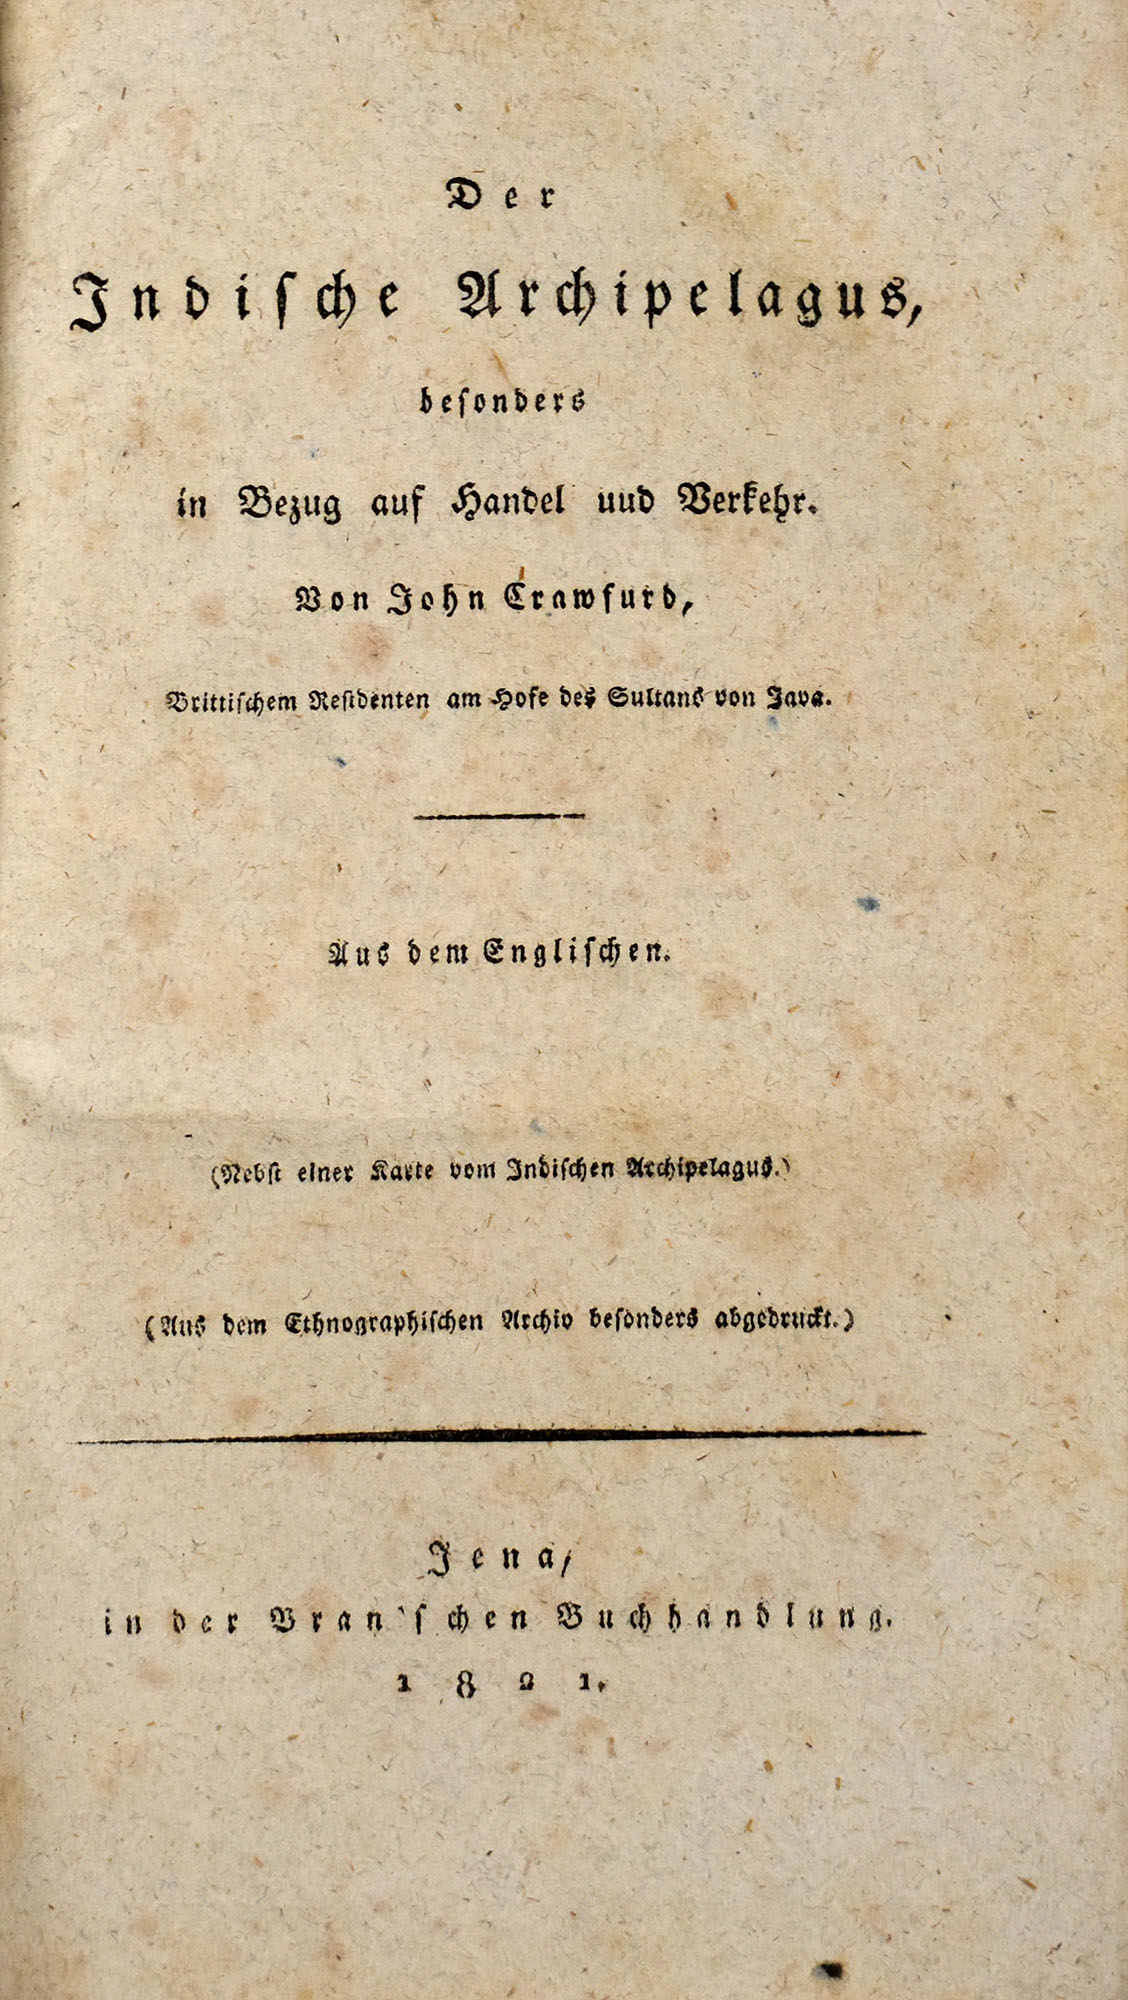 Der
Indiſche Archipelagus,
beſonders
in Bezug auf Handel uud Verkehr.
Von John Crawfurd,
Brittiſchem Reſidenten am Hofe des Sultans von Java.
Aus dem Engliſchen.
(Nebſt einer Karte vom Indiſchen Archipelagus.)
(Aus dem Ethnographiſchen Archiv beſonders abgedruckt.)
Jena,
in der Bran'ſchen Buchhandlung.
1821.